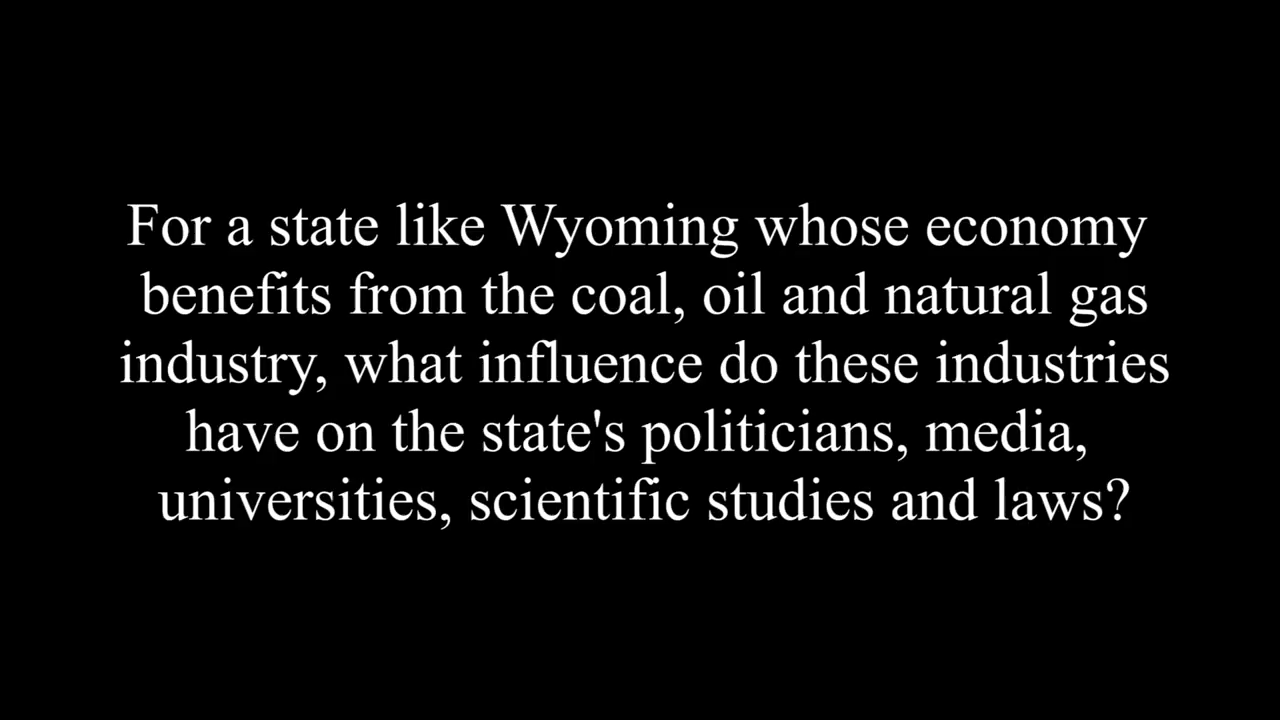 For a state like Wyoming whose economy
benefits from the coal, oil and natural gas
industry, what influence do these industries
have on the state's politicians, media,
universities, scientific studies and laws?